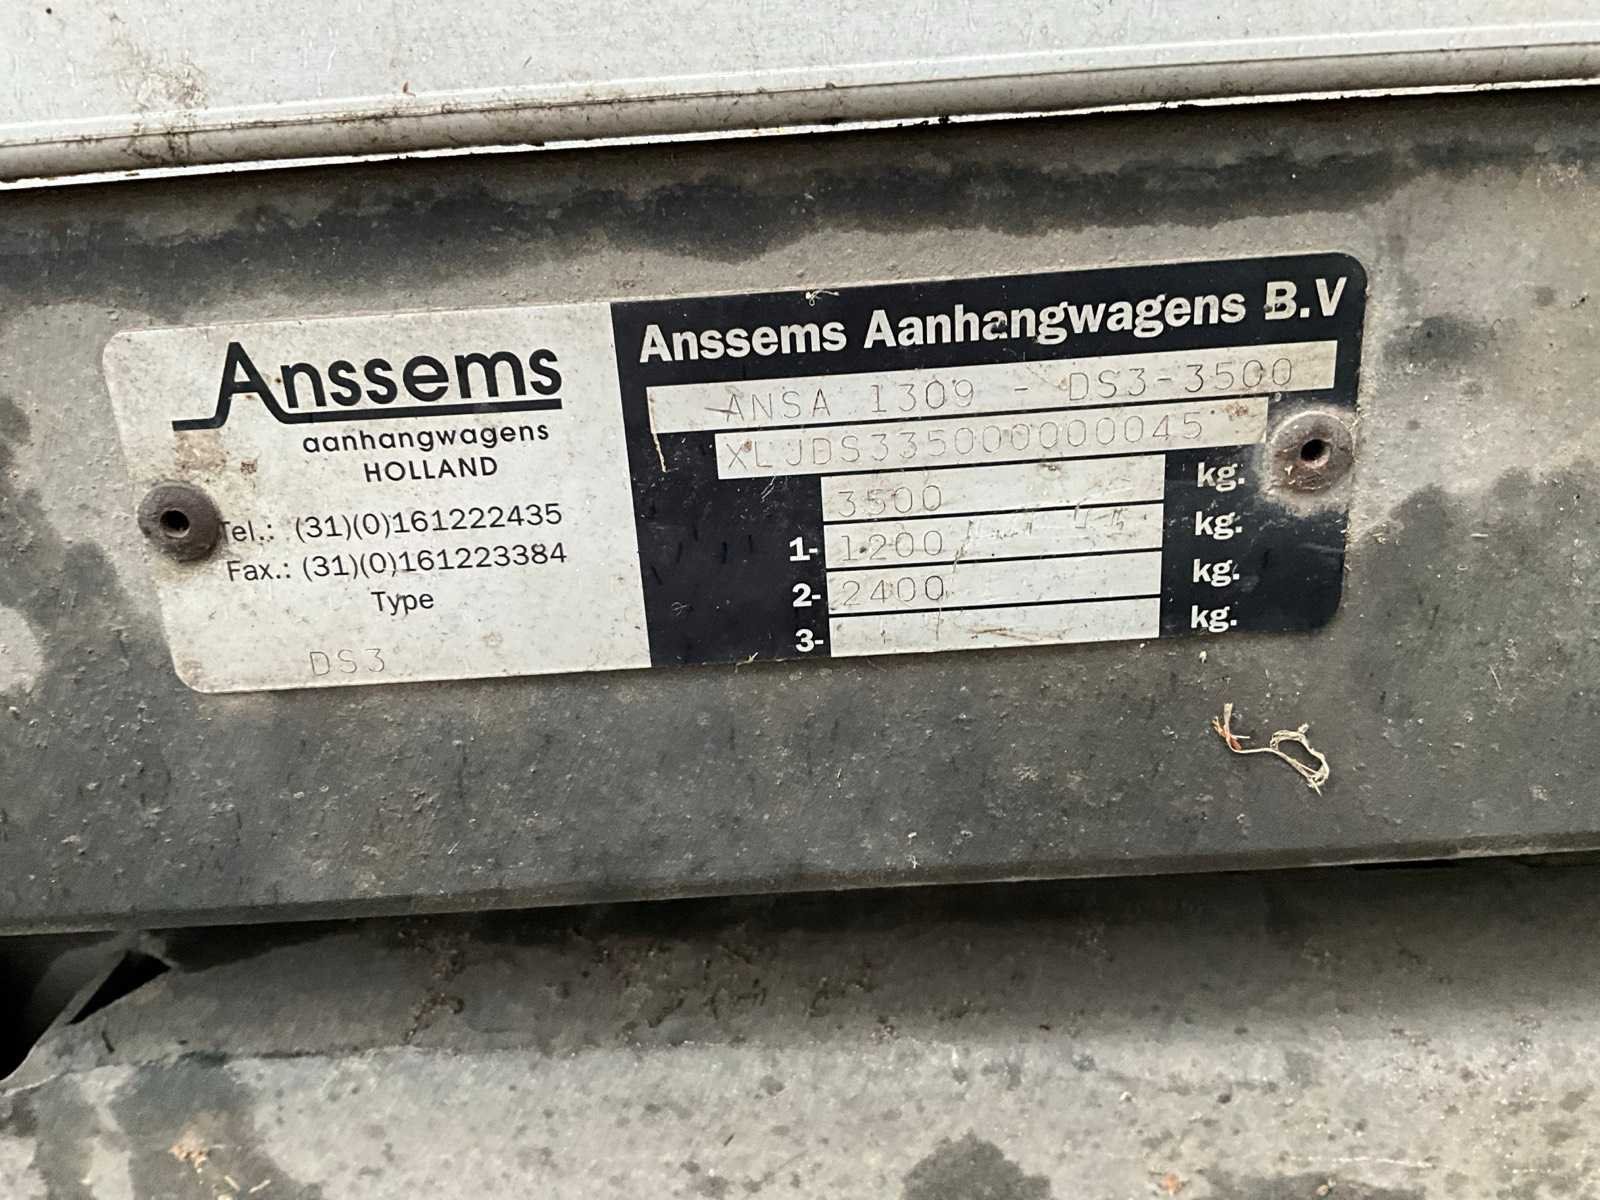 Anssems
aanhangwagens
HOLLAND
Tel.: (31)(0)161222435
Fax.: (31)(0)161223384
Type
DS3
Anssems Aanhangwagens B.V
ANSA 1309 - DS3-3500
XLJDS335000000045
3500 kg.
1- 1200 kg.
2- 2400 kg.
3- kg.